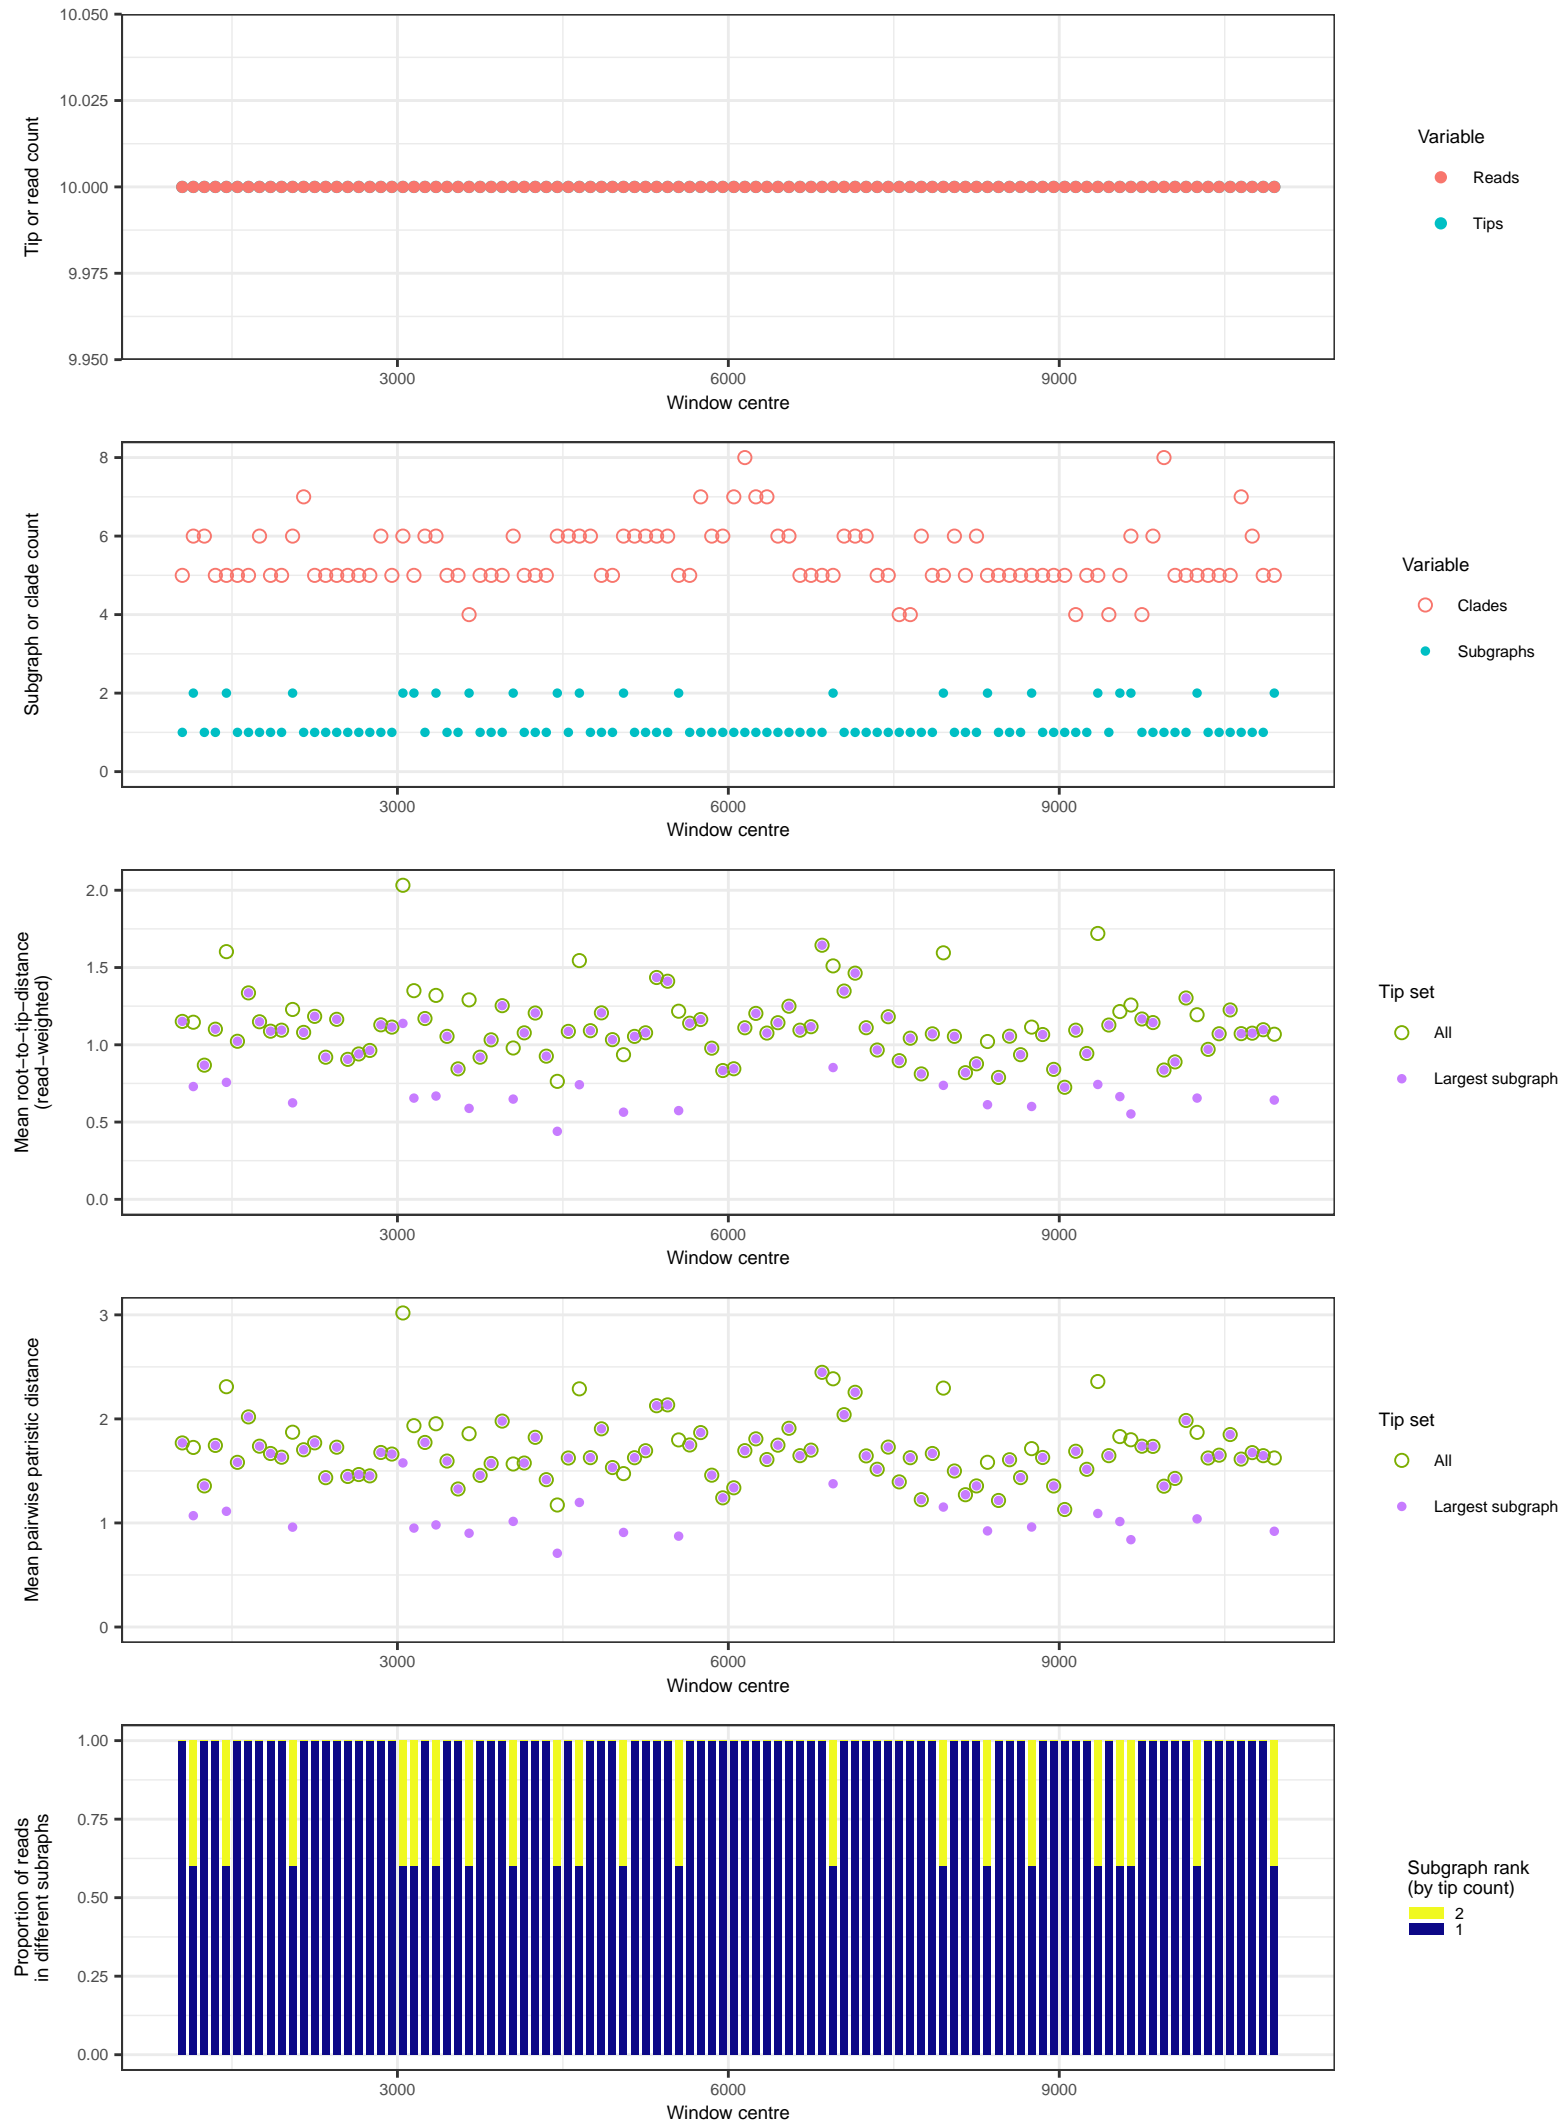 10.050
10.025
10.000
9.975
9.950
Tip or read count
3000
6000
9000
Window centre
Variable
Reads
Tips
8
6
4
2
0
Subgraph or clade count
3000
6000
9000
Window centre
Variable
Clades
Subgraphs
2.0
1.5
1.0
0.5
0.0
Mean root−to−tip−distance
(read−weighted)
3000
6000
9000
Window centre
Tip set
All
Largest subgraph
3
2
1
0
Mean pairwise patristic distance
3000
6000
9000
Window centre
Tip set
All
Largest subgraph
1.00
0.75
0.50
0.25
0.00
Proportion of reads
in different subraphs
3000
6000
9000
Window centre
Subgraph rank
(by tip count)
2
1